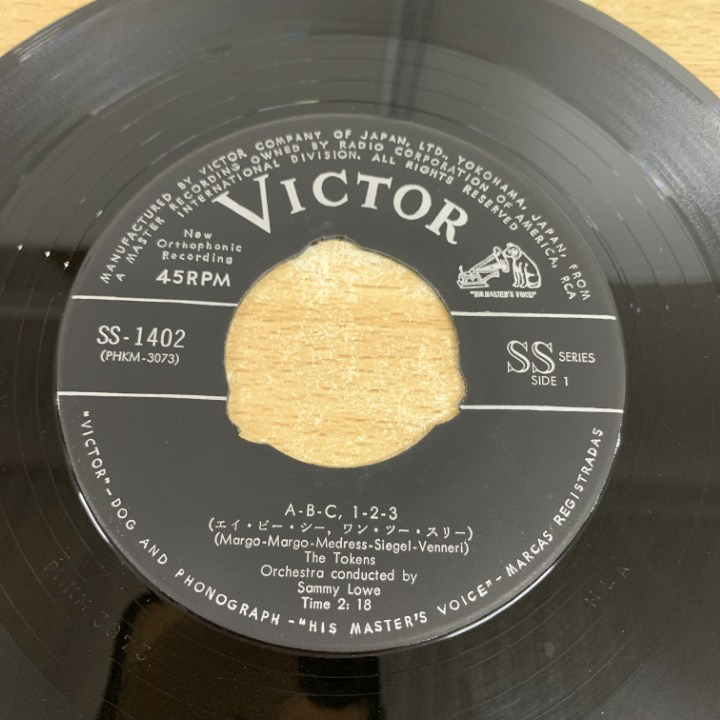 MANUFACTURED BY VICTOR COMPANY OF JAPAN, LTD., YOKOHAMA, JAPAN, FROM
A MASTER RECORDING OWNED BY RADIO CORPORATION OF AMERICA, RCA
INTERNATIONAL DIVISION. ALL RIGHTS RESERVED
VICTOR
New
Orthophonic
Recording
45RPM
"HIS MASTER'S VOICE"
SS-1402
(PHKM-3073)
SS SERIES
SIDE 1
A-B-C, 1-2-3
(エイ・ビー・シー, ワン・ツー・スリー)
(Margo-Margo-Medress-Siegel-Venneri)
The Tokens
Orchestra conducted by
Sammy Lowe
Time 2: 18
"VICTOR"-DOG AND PHONOGRAPH-"HIS MASTER'S VOICE"-MARCAS REGISTRADAS